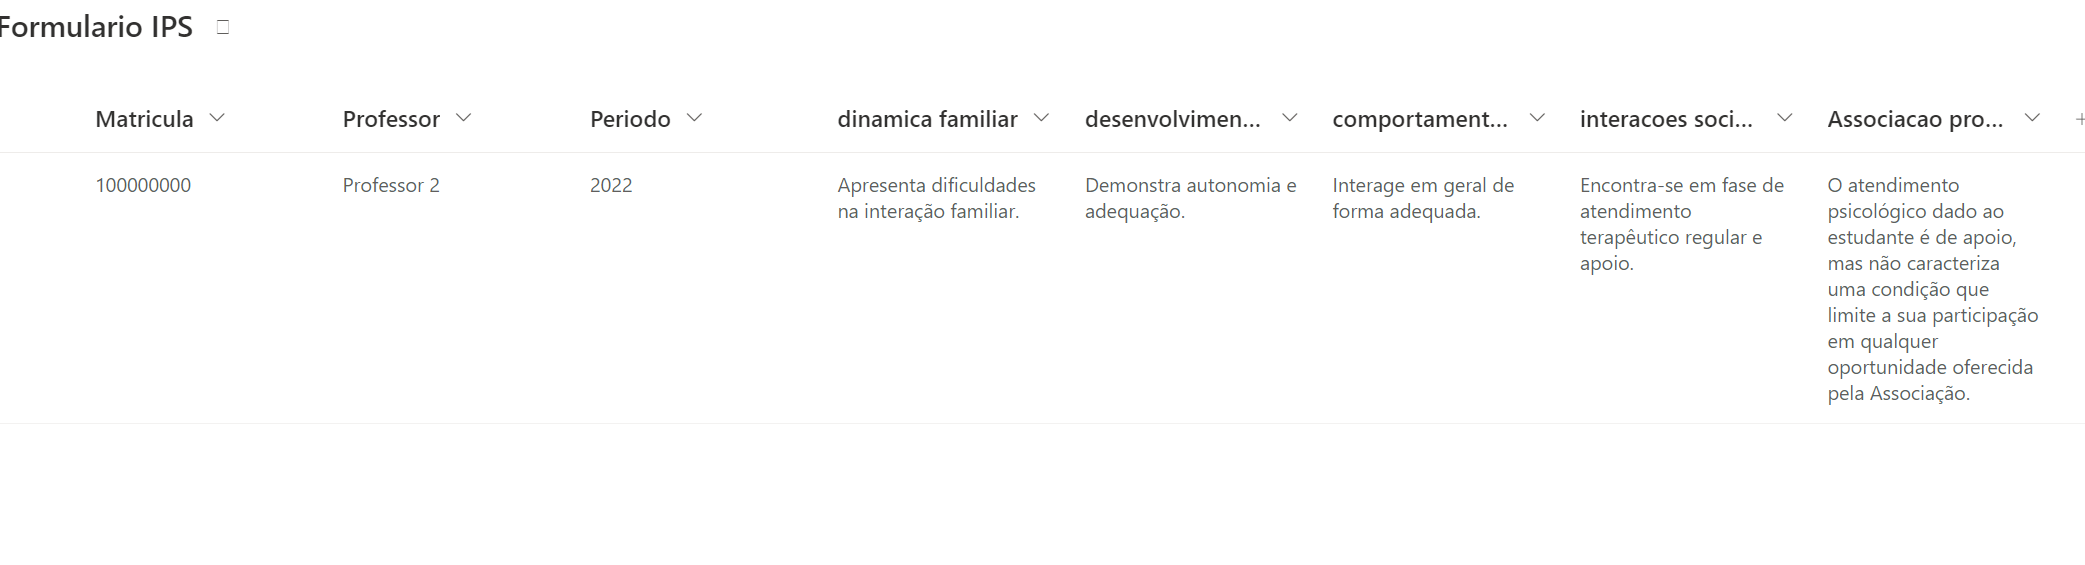 Formulario IPS
Matricula
Professor
Periodo
dinamica familiar
desenvolvimen...
comportament...
interacoes soci...
Associacao pro...
100000000
Professor 2
2022
Apresenta dificuldades
na interação familiar.
Demonstra autonomia e
adequação.
Interage em geral de
forma adequada.
Encontra-se em fase de
atendimento
terapêutico regular e
apoio.
O atendimento
psicológico dado ao
estudante é de apoio,
mas não caracteriza
uma condição que
limite a sua participação
em qualquer
oportunidade oferecida
pela Associação.